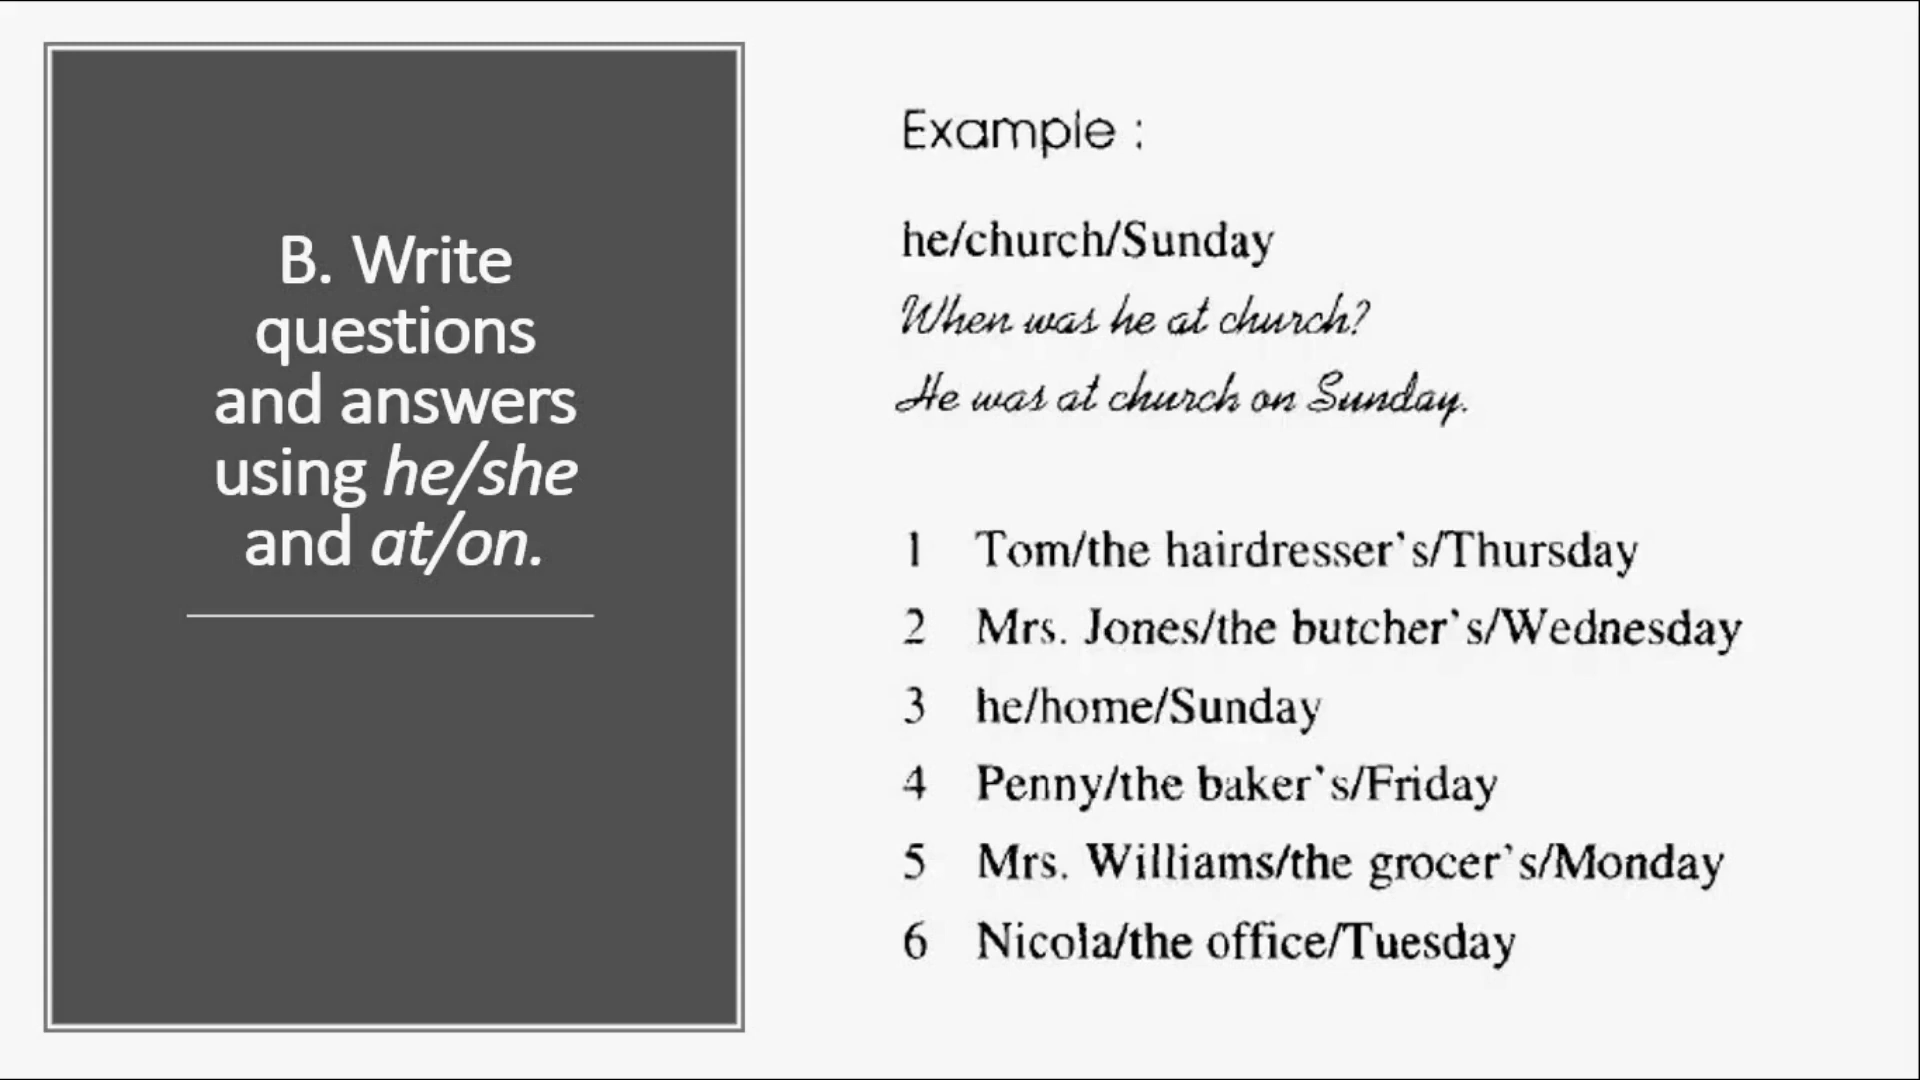 B. Write
questions
and answers
using he/she
and at/on.
Example :
he/church/Sunday
When was he at church?
He was at church on Sunday.
1 Tom/the hairdresser's/Thursday
2 Mrs. Jones/the butcher's/Wednesday
3 he/home/Sunday
4 Penny/the baker's/Friday
5 Mrs. Williams/the grocer's/Monday
6 Nicola/the office/Tuesday